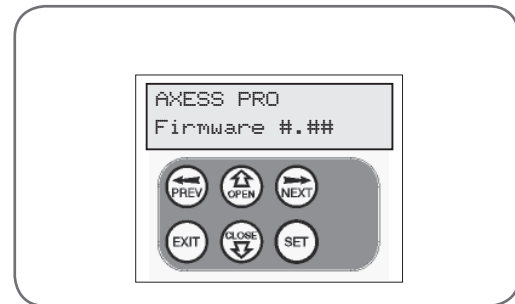 AXESS PRO
Firmware #.##
PREV OPEN NEXT
EXIT CLOSE SET